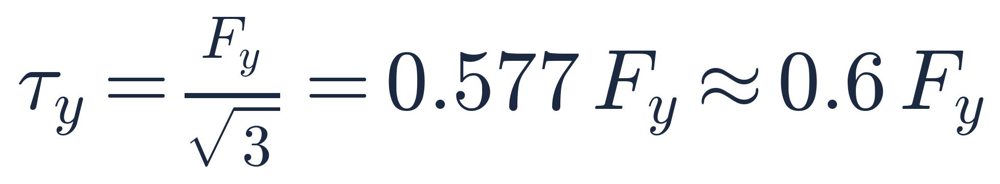 τ_y = F_y / √3 = 0.577 F_y ≈ 0.6 F_y